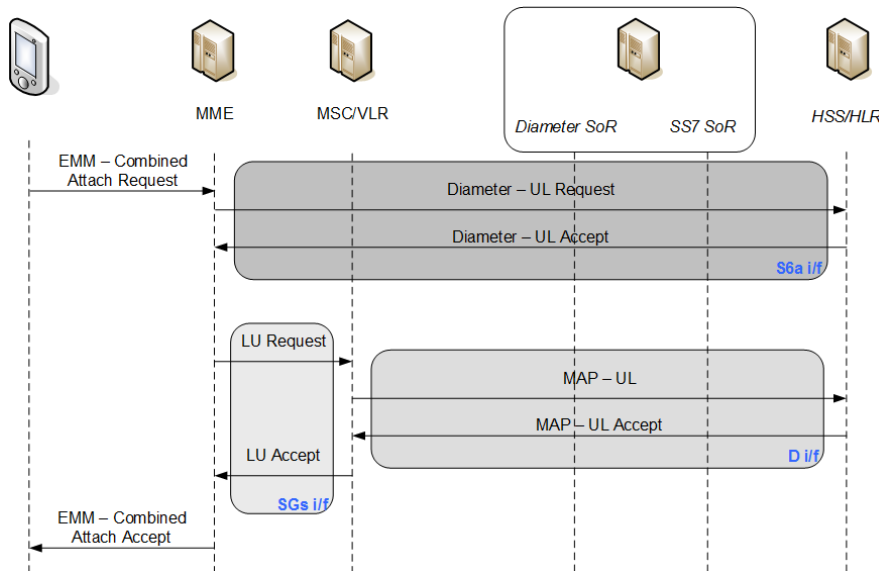 MME
MSC/VLR
Diameter SoR
SS7 SoR
HSS/HLR
EMM – Combined
Attach Request
Diameter – UL Request
Diameter – UL Accept
S6a i/f
LU Request
MAP – UL
MAP – UL Accept
LU Accept
D i/f
SGs i/f
EMM – Combined
Attach Accept